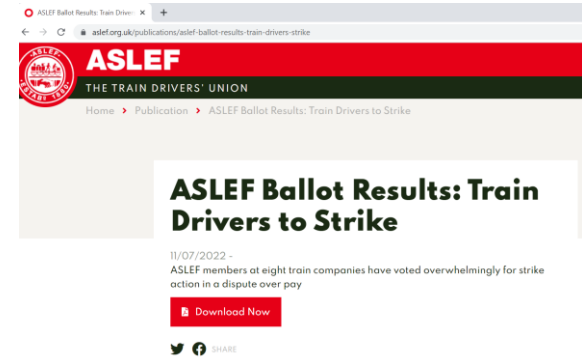 ASLEF Ballot Results: Train Driver
aslef.org.uk/publications/aslef-ballot-results-train-drivers-strike
ASLEF
THE TRAIN DRIVERS' UNION
Home > Publication > ASLEF Ballot Results: Train Drivers to Strike
ASLEF Ballot Results: Train
Drivers to Strike
11/07/2022 -
ASLEF members at eight train companies have voted overwhelmingly for strike
action in a dispute over pay
Download Now
SHARE